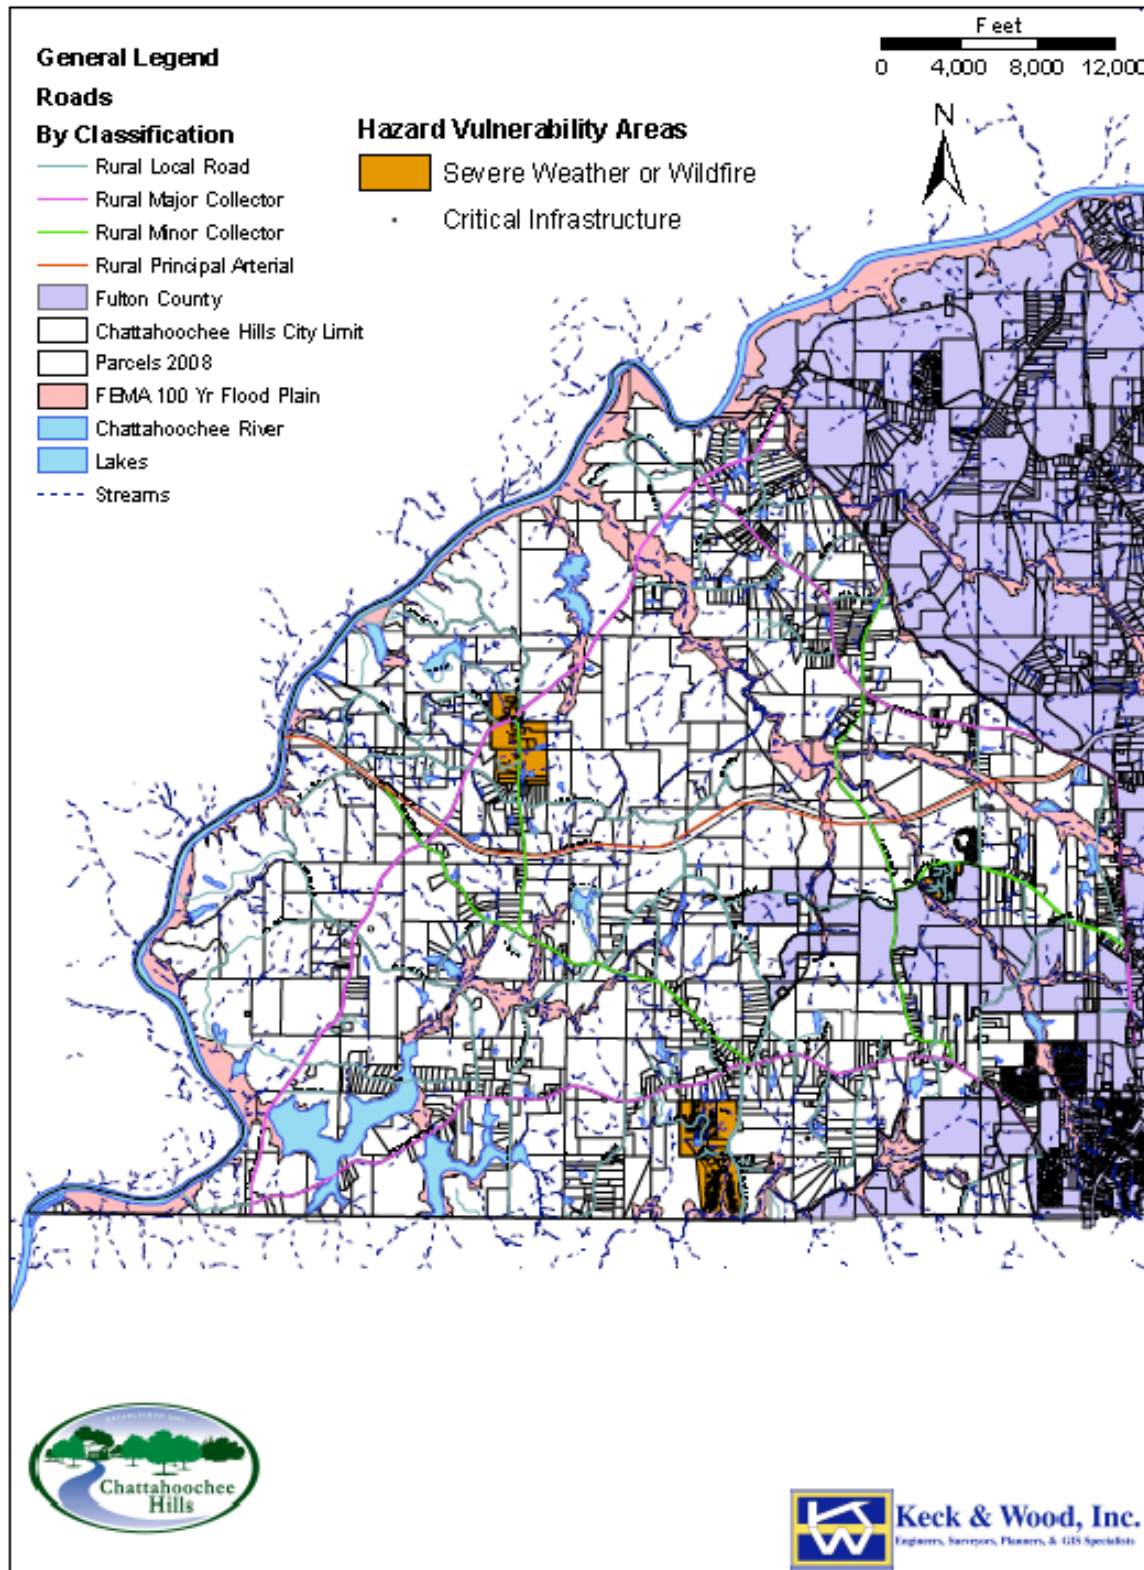 Feet
0 4,000 8,000 12,000
N
General Legend
Roads
By Classification
Rural Local Road
Rural Major Collector
Rural Minor Collector
Rural Principal Arterial
Fulton County
Chattahoochee Hills City Limit
Parcels 2008
FEMA 100 Yr Flood Plain
Chattahoochee River
Lakes
Streams
Hazard Vulnerability Areas
Severe Weather or Wildfire
Critical Infrastructure
Chattahoochee
Hills
KW
Keck & Wood, Inc.
Engineers, Surveyors, Planners, & GIS Specialists